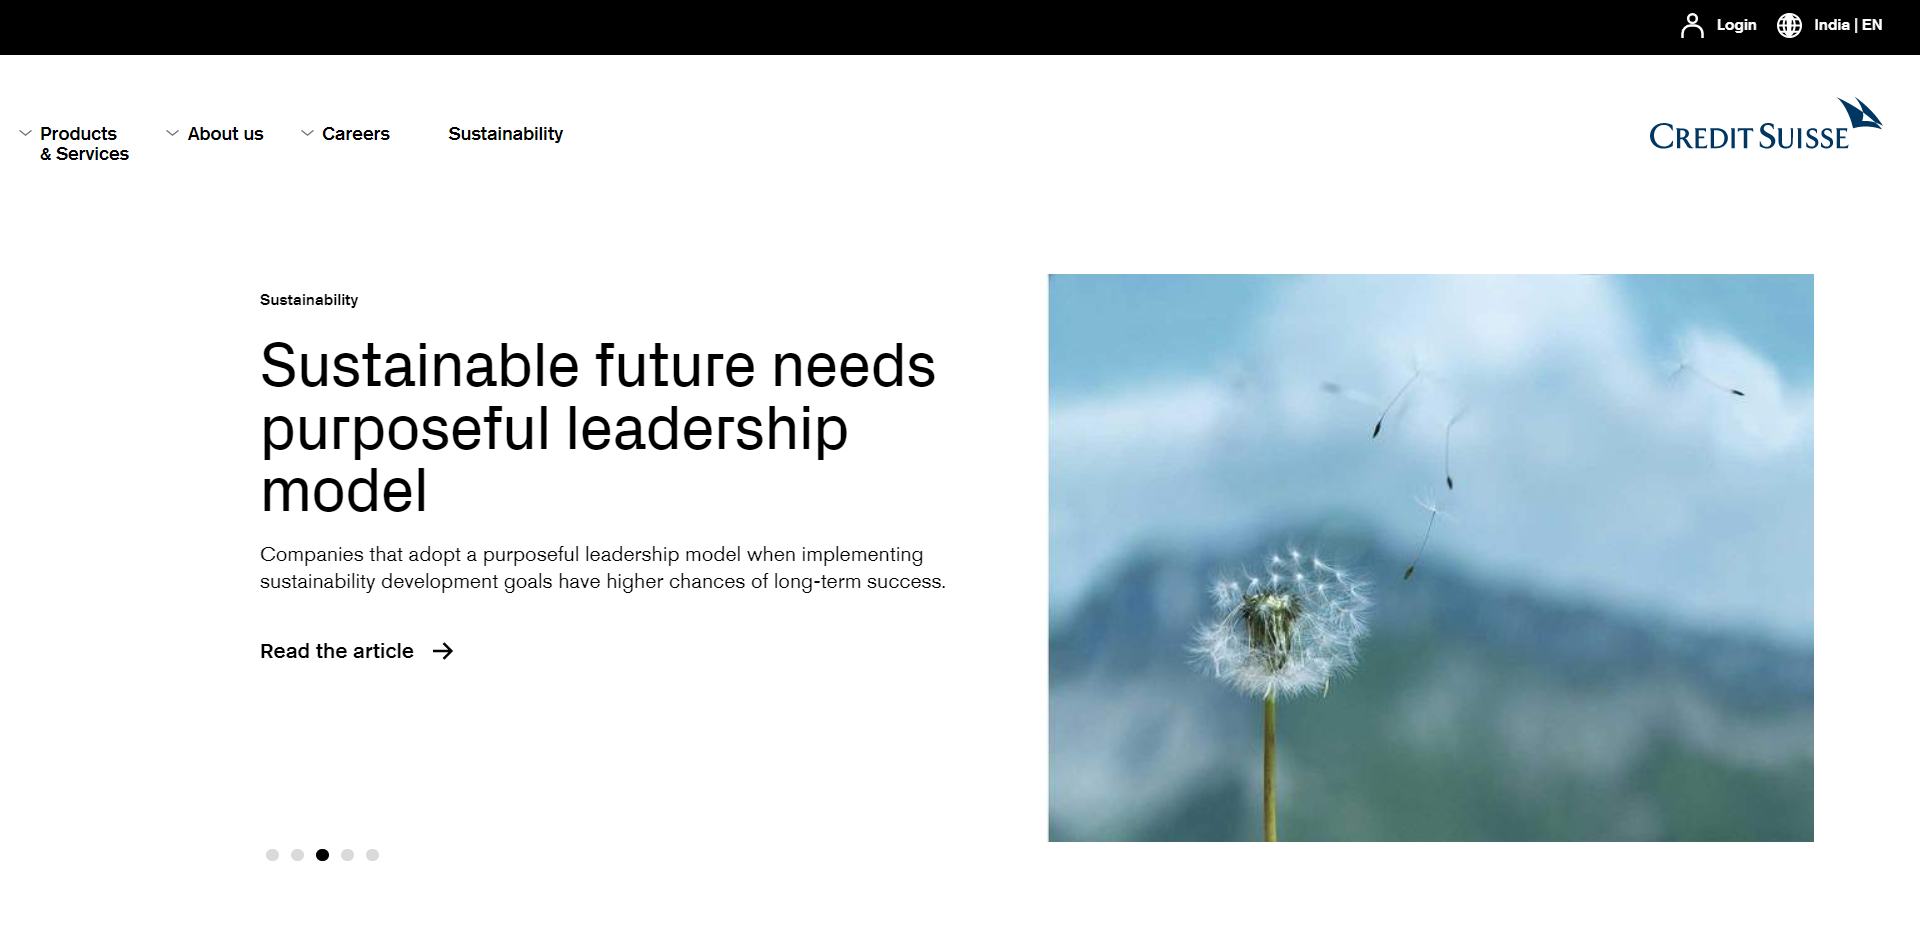 Login India | EN
Products
& Services
About us
Careers
Sustainability
CREDIT SUISSE
Sustainability
Sustainable future needs
purposeful leadership
model
Companies that adopt a purposeful leadership model when implementing
sustainability development goals have higher chances of long-term success.
Read the article